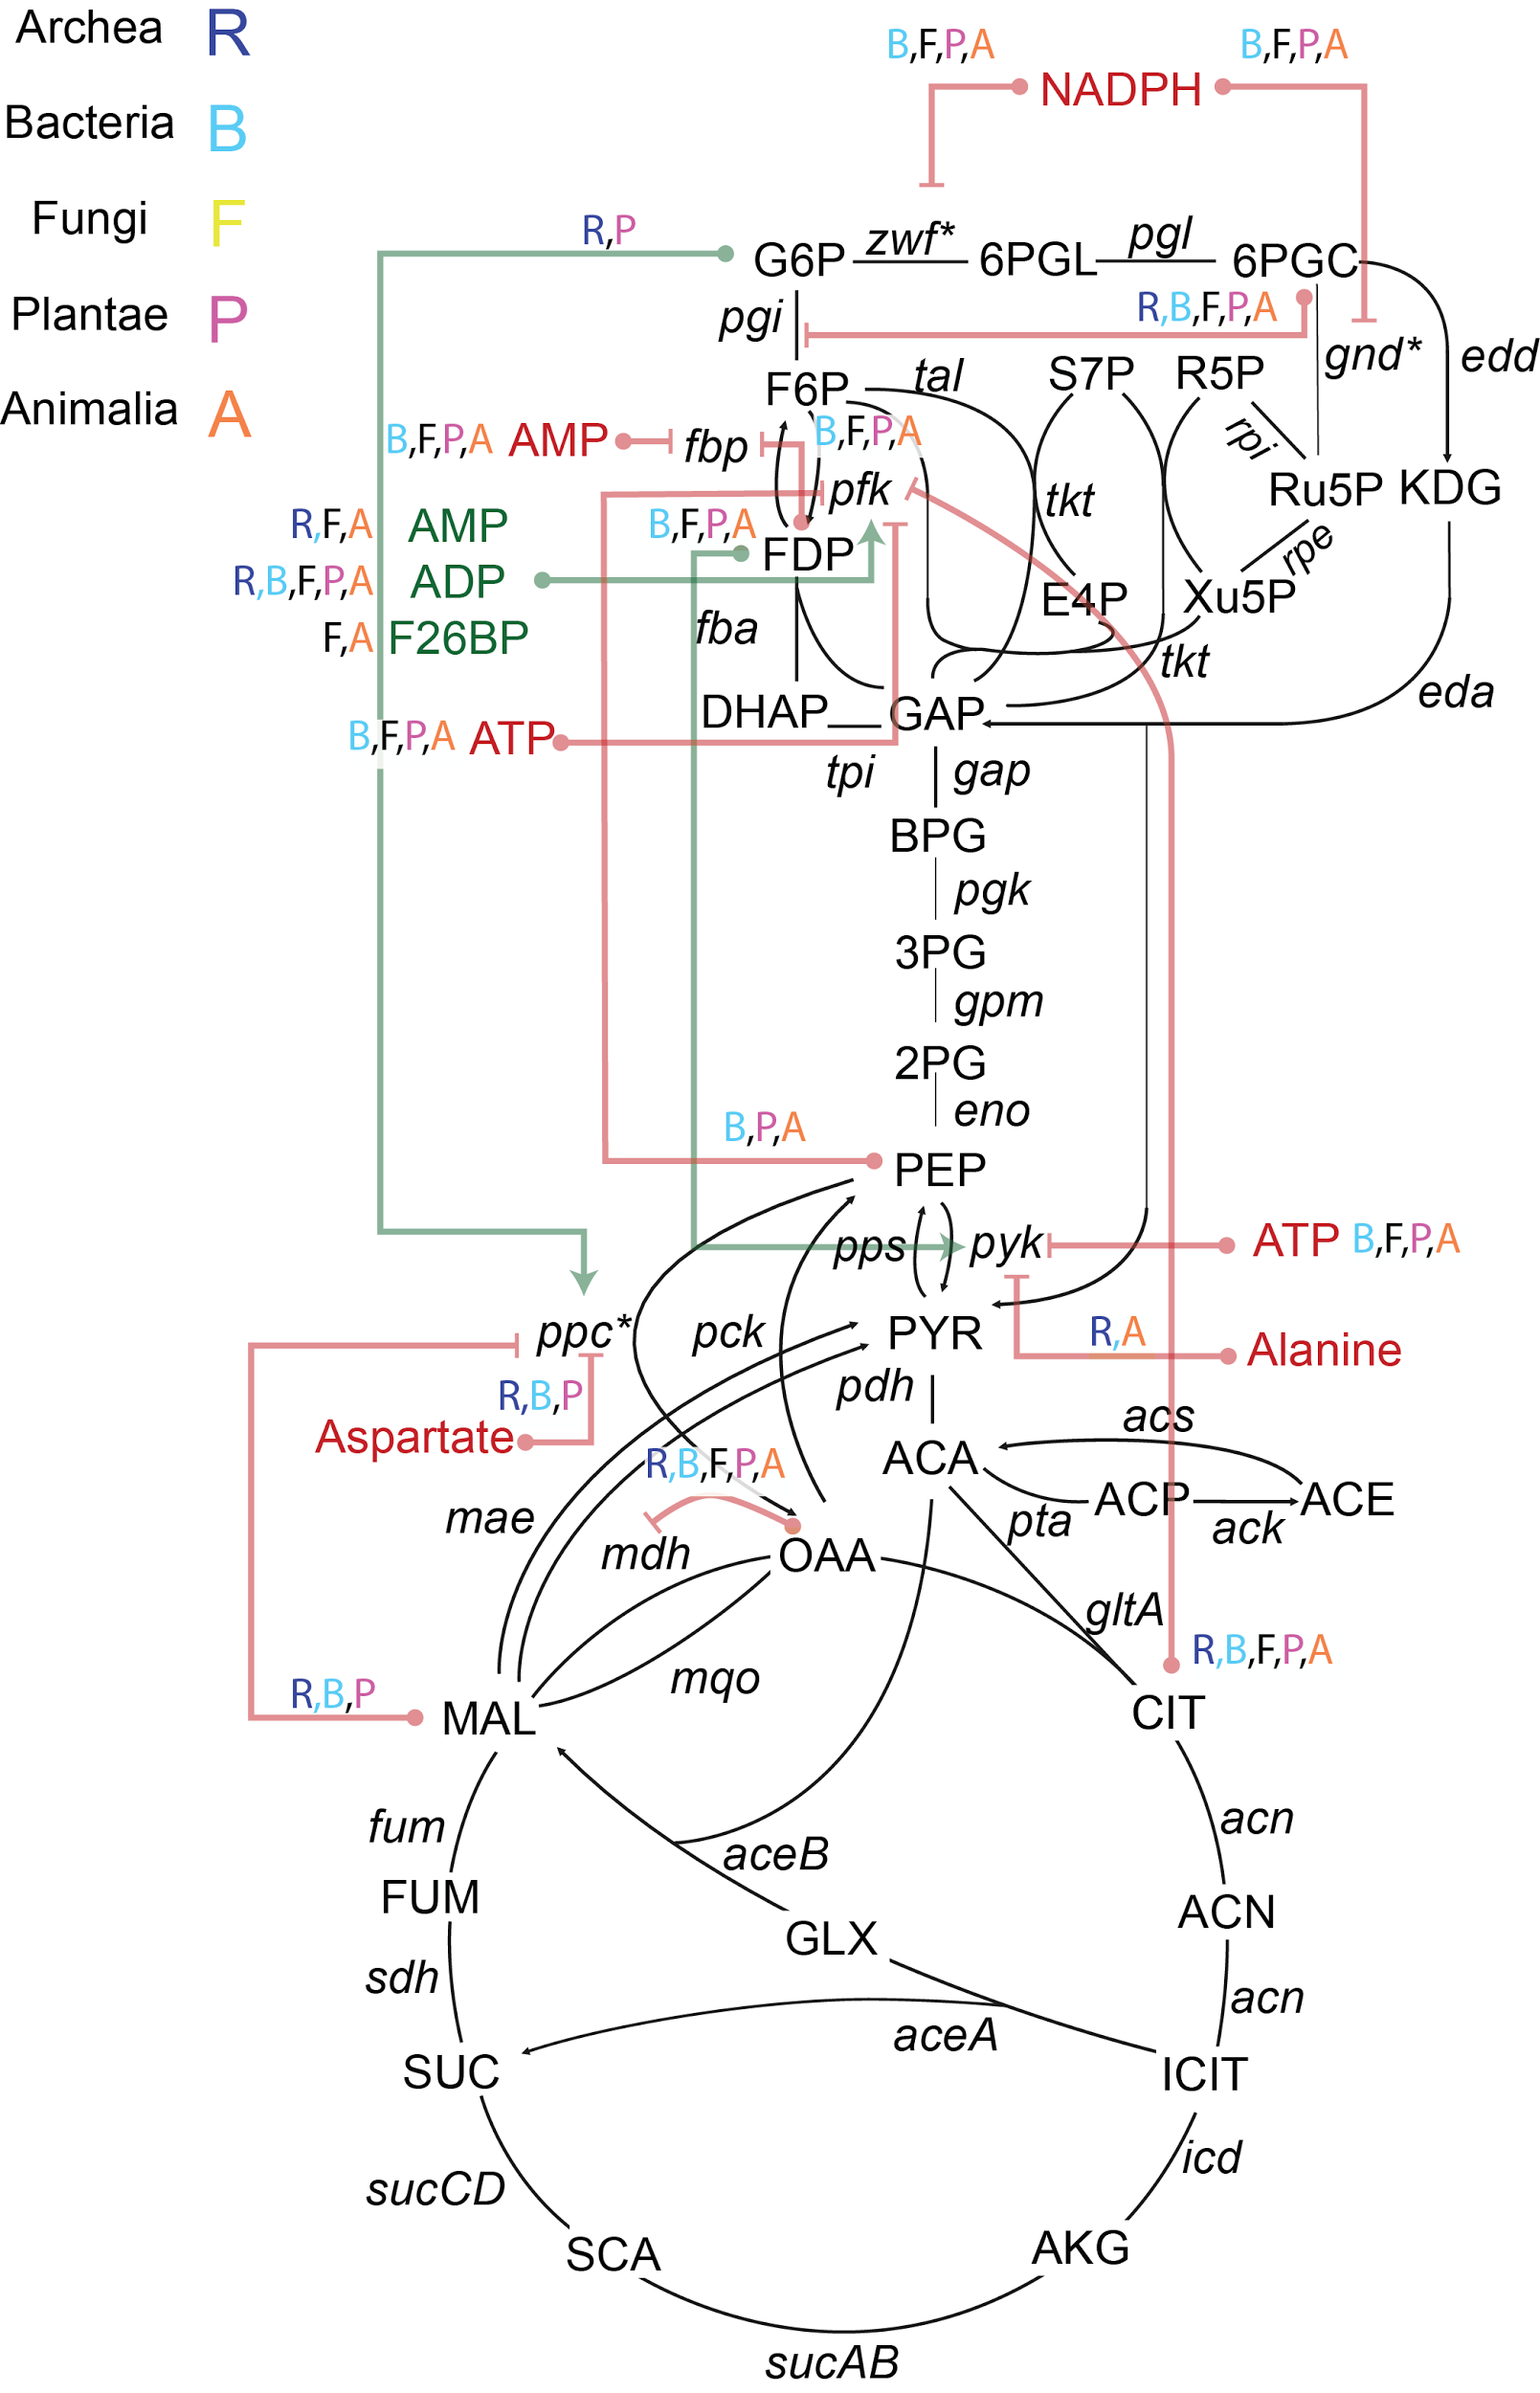 Archea R
Bacteria B
Fungi F
Plantae P
Animalia A
B,F,P,A
B,F,P,A
NADPH
R,P
G6P
zwf*
6PGL
pgl
6PGC
R,B,F,P,A
pgi
gnd*
edd
F6P
tal
S7P
R5P
B,F,P,A
AMP
fbp
B,F,P,A
pfk
rpi
tkt
Ru5P
KDG
R,F,A
AMP
B,F,P,A
FDP
rpe
R,B,F,P,A
ADP
E4P
Xu5P
F,A
F26BP
fba
tkt
eda
DHAP
GAP
B,F,P,A
ATP
tpi
gap
BPG
pgk
3PG
gpm
2PG
eno
B,P,A
PEP
pps
pyk
ATP
B,F,P,A
ppc*
pck
PYR
R,A
Alanine
pdh
R,B,P
Aspartate
acs
R,B,F,P,A
ACA
mae
mdh
OAA
pta
ACP
ack
ACE
gltA
R,B,F,P,A
R,B,P
mqo
MAL
CIT
fum
aceB
acn
FUM
GLX
ACN
sdh
aceA
acn
SUC
ICIT
icd
sucCD
SCA
AKG
sucAB